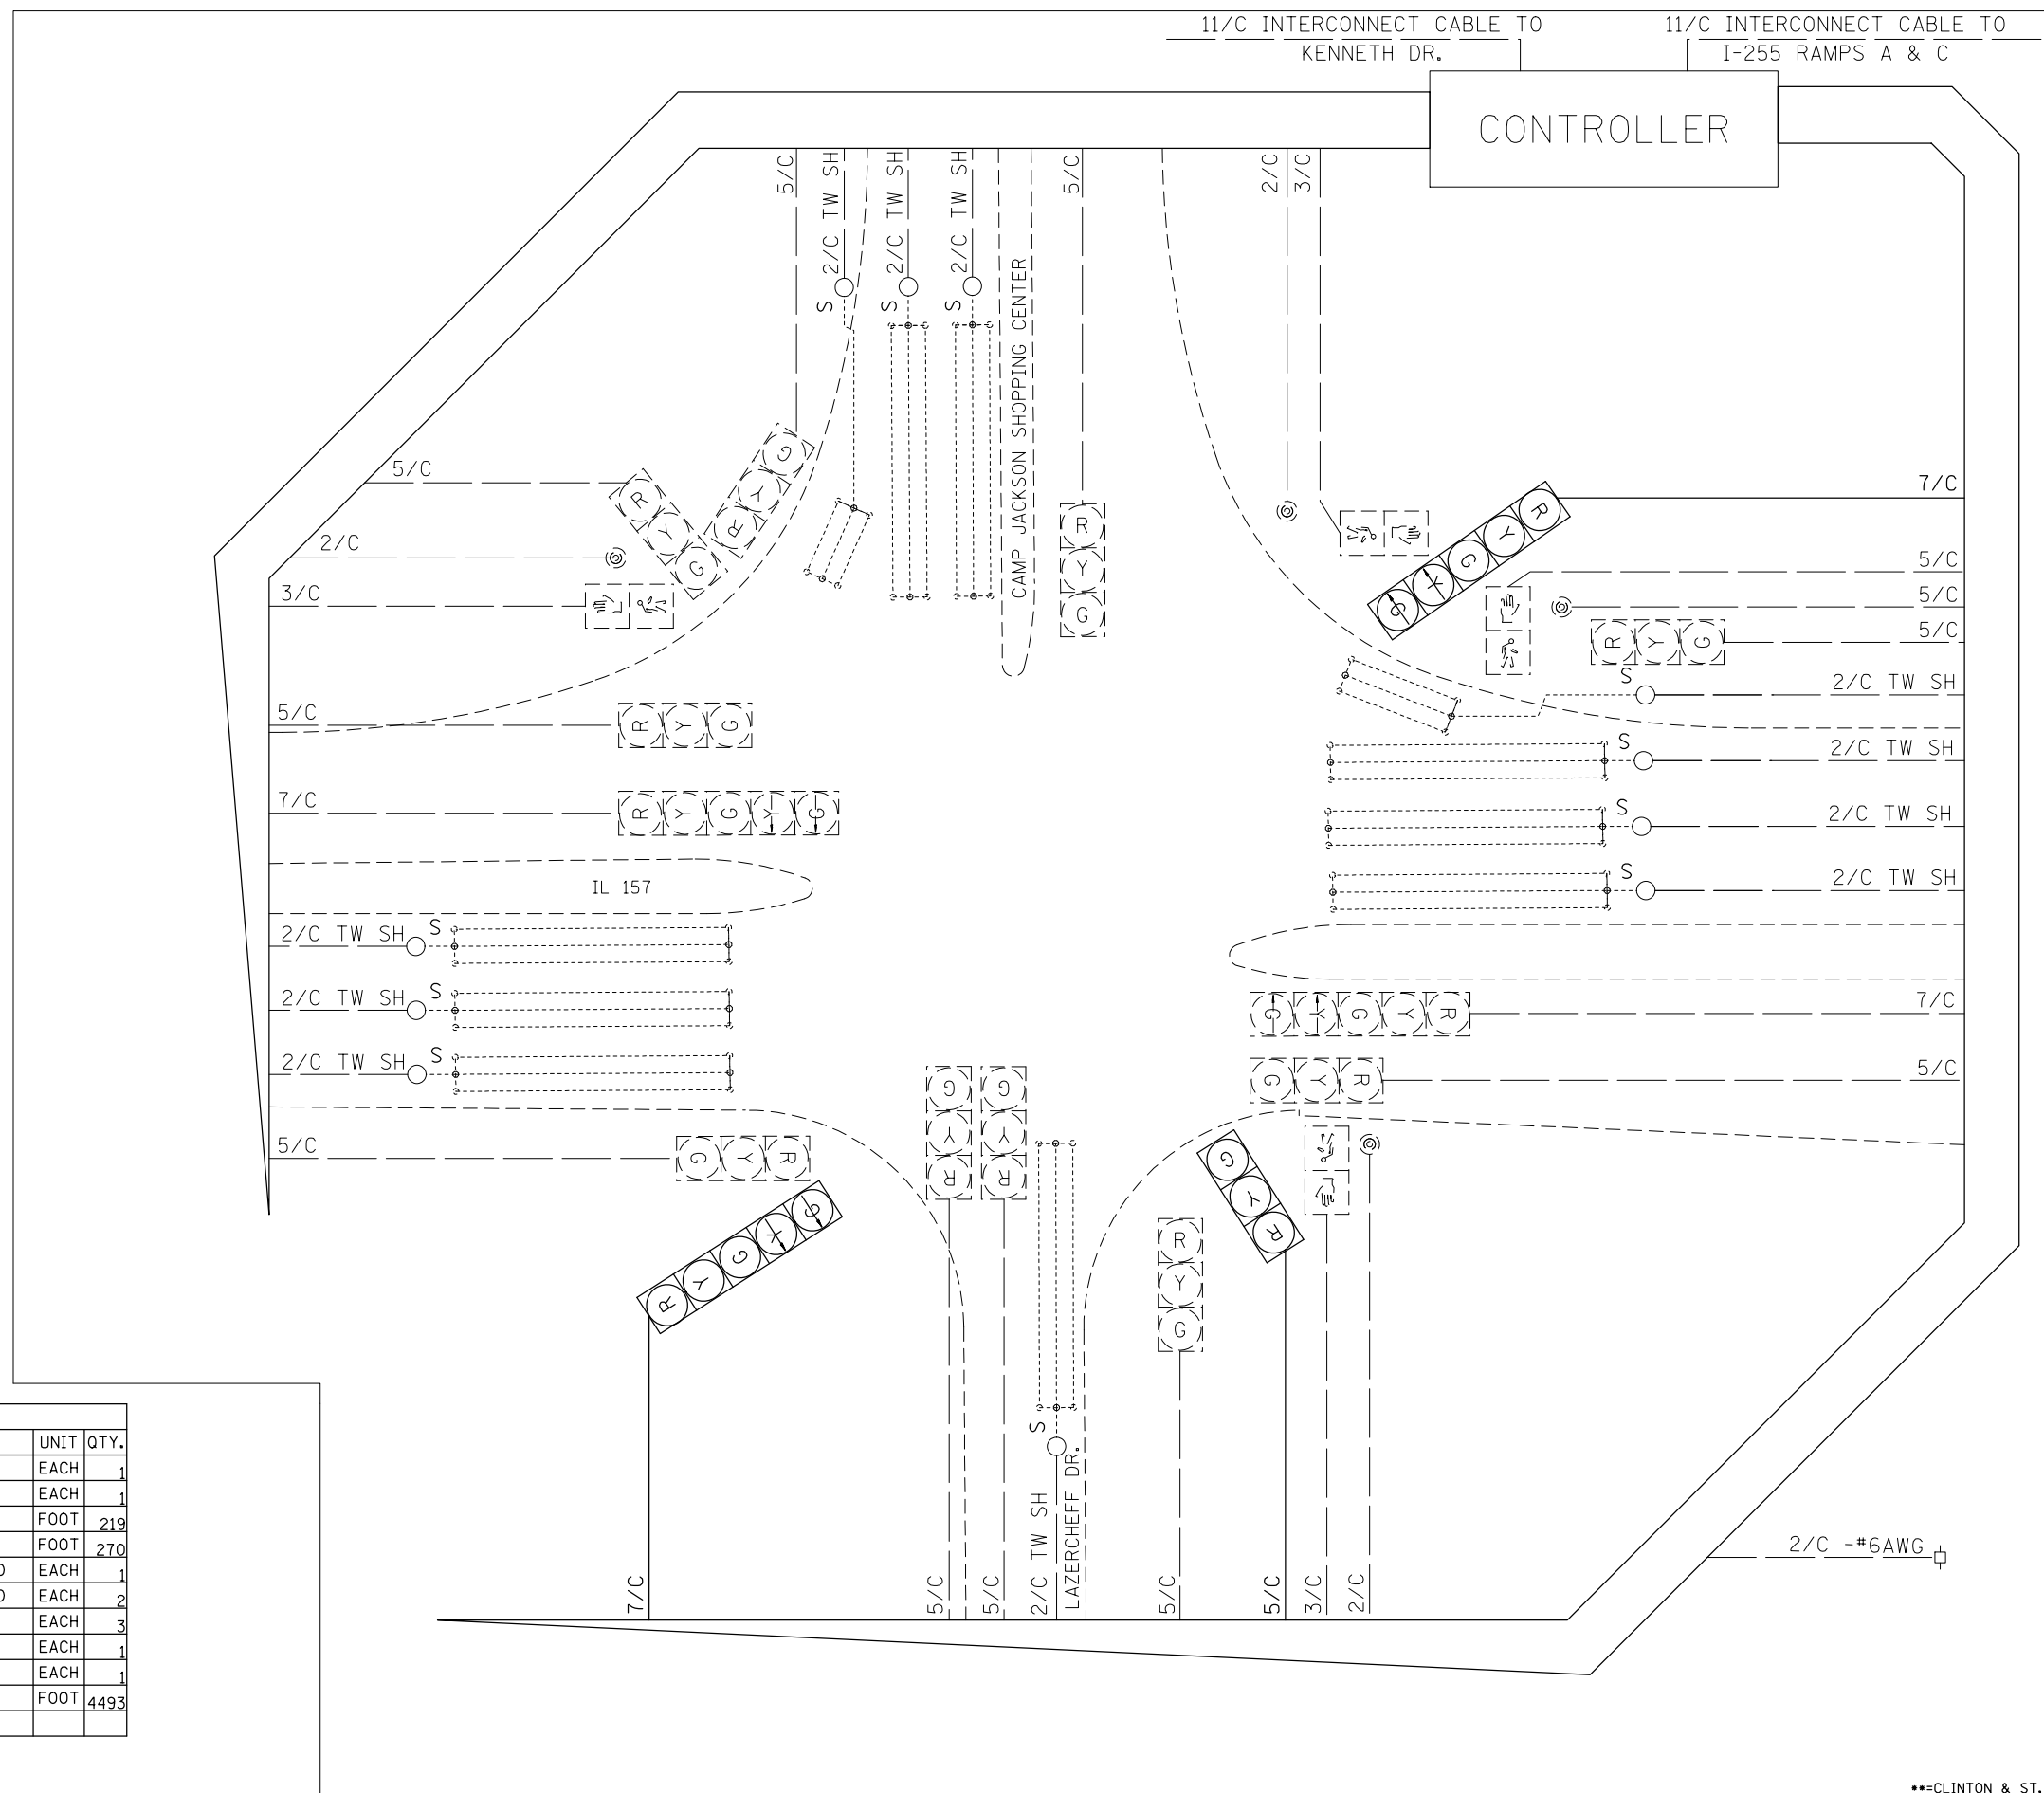 11/C INTERCONNECT CABLE TO
KENNETH DR.
11/C INTERCONNECT CABLE TO
I-255 RAMPS A & C
CONTROLLER
5/C
2/C TW SH
2/C TW SH
2/C TW SH
5/C
2/C
3/C
S
S
S
CAMP JACKSON SHOPPING CENTER
5/C
2/C
3/C
R
Y
G
G
Y
R
R
Y
G
R
Y
G
Y
G
7/C
5/C
5/C
5/C
R Y G
S
2/C TW SH
S
2/C TW SH
S
2/C TW SH
S
2/C TW SH
5/C
R Y G
7/C
R Y G Y G
IL 157
2/C TW SH
S
2/C TW SH
S
2/C TW SH
S
5/C
G Y R
G Y G Y R
7/C
G Y R
5/C
G
Y
R
G
Y
R
R
Y
G
Y
G
R
Y
G
G
Y
R
S
7/C
5/C
5/C
2/C TW SH
LAZERCHEFF DR.
5/C
5/C
3/C
2/C
2/C -#6AWG
UNIT QTY.
EACH 1
EACH 1
FOOT 219
FOOT 270
EACH 1
EACH 2
EACH 3
EACH 1
EACH 1
FOOT 4493
**=CLINTON & ST.